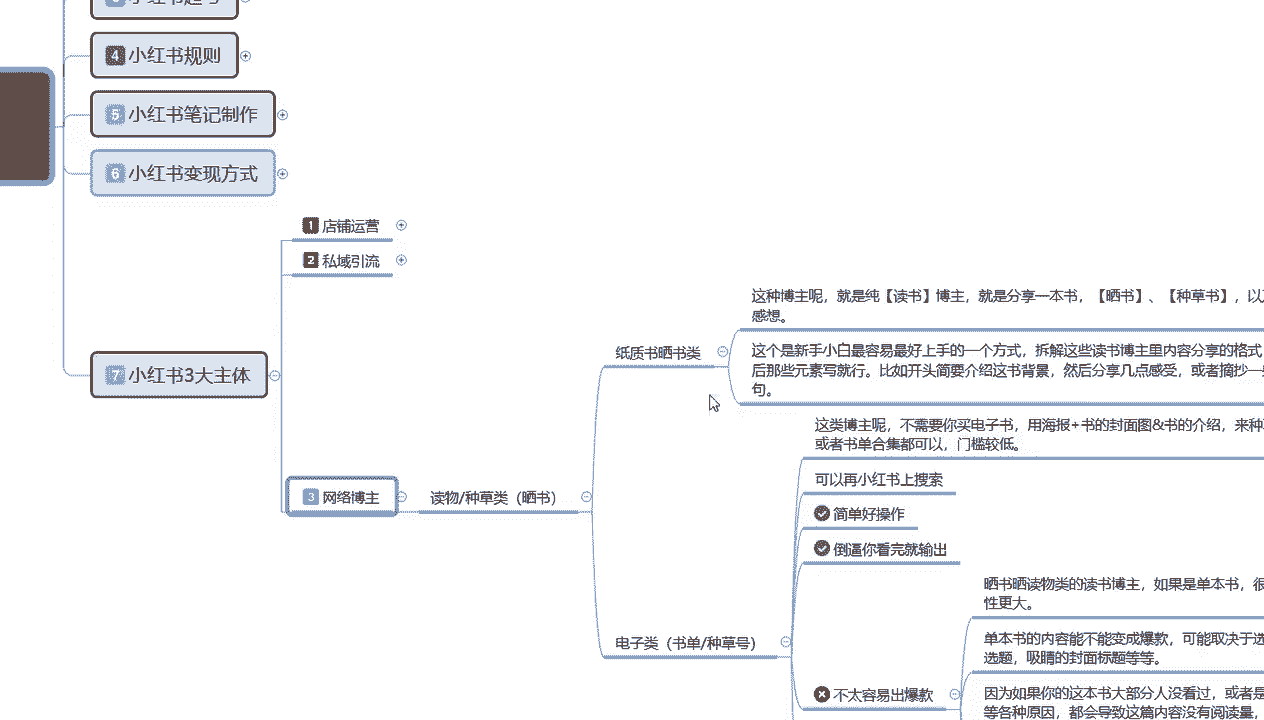 4 小红书规则
5 小红书笔记制作
6 小红书变现方式
1 店铺运营
2 私域引流
这种博主呢，就是纯【读书】博主，就是分享一本书，【晒书】、【种草书】，以
感想。
纸质书晒书类
这个是新手小白最容易最好上手的一个方式，拆解这些读书博主里内容分享的格式
后那些元素写就行。比如开头简要介绍这书背景，然后分享几点感受，或者摘抄一
句。
7 小红书3大主体
这类博主呢，不需要你买电子书，用海报+书的封面图&书的介绍，来种
或者书单合集都可以，门槛较低。
可以再小红书上搜索
3 网络博主
读物/种草类（晒书）
简单好操作
倒逼你看完就输出
晒书晒读物类的读书博主，如果是单本书，很
性更大。
电子类（书单/种草号）
单本书的内容能不能变成爆款，可能取决于选
选题，吸睛的封面标题等等。
不太容易出爆款
因为如果你的这本书大部分人没看过，或者是
等各种原因，都会导致这篇内容没有阅读量，